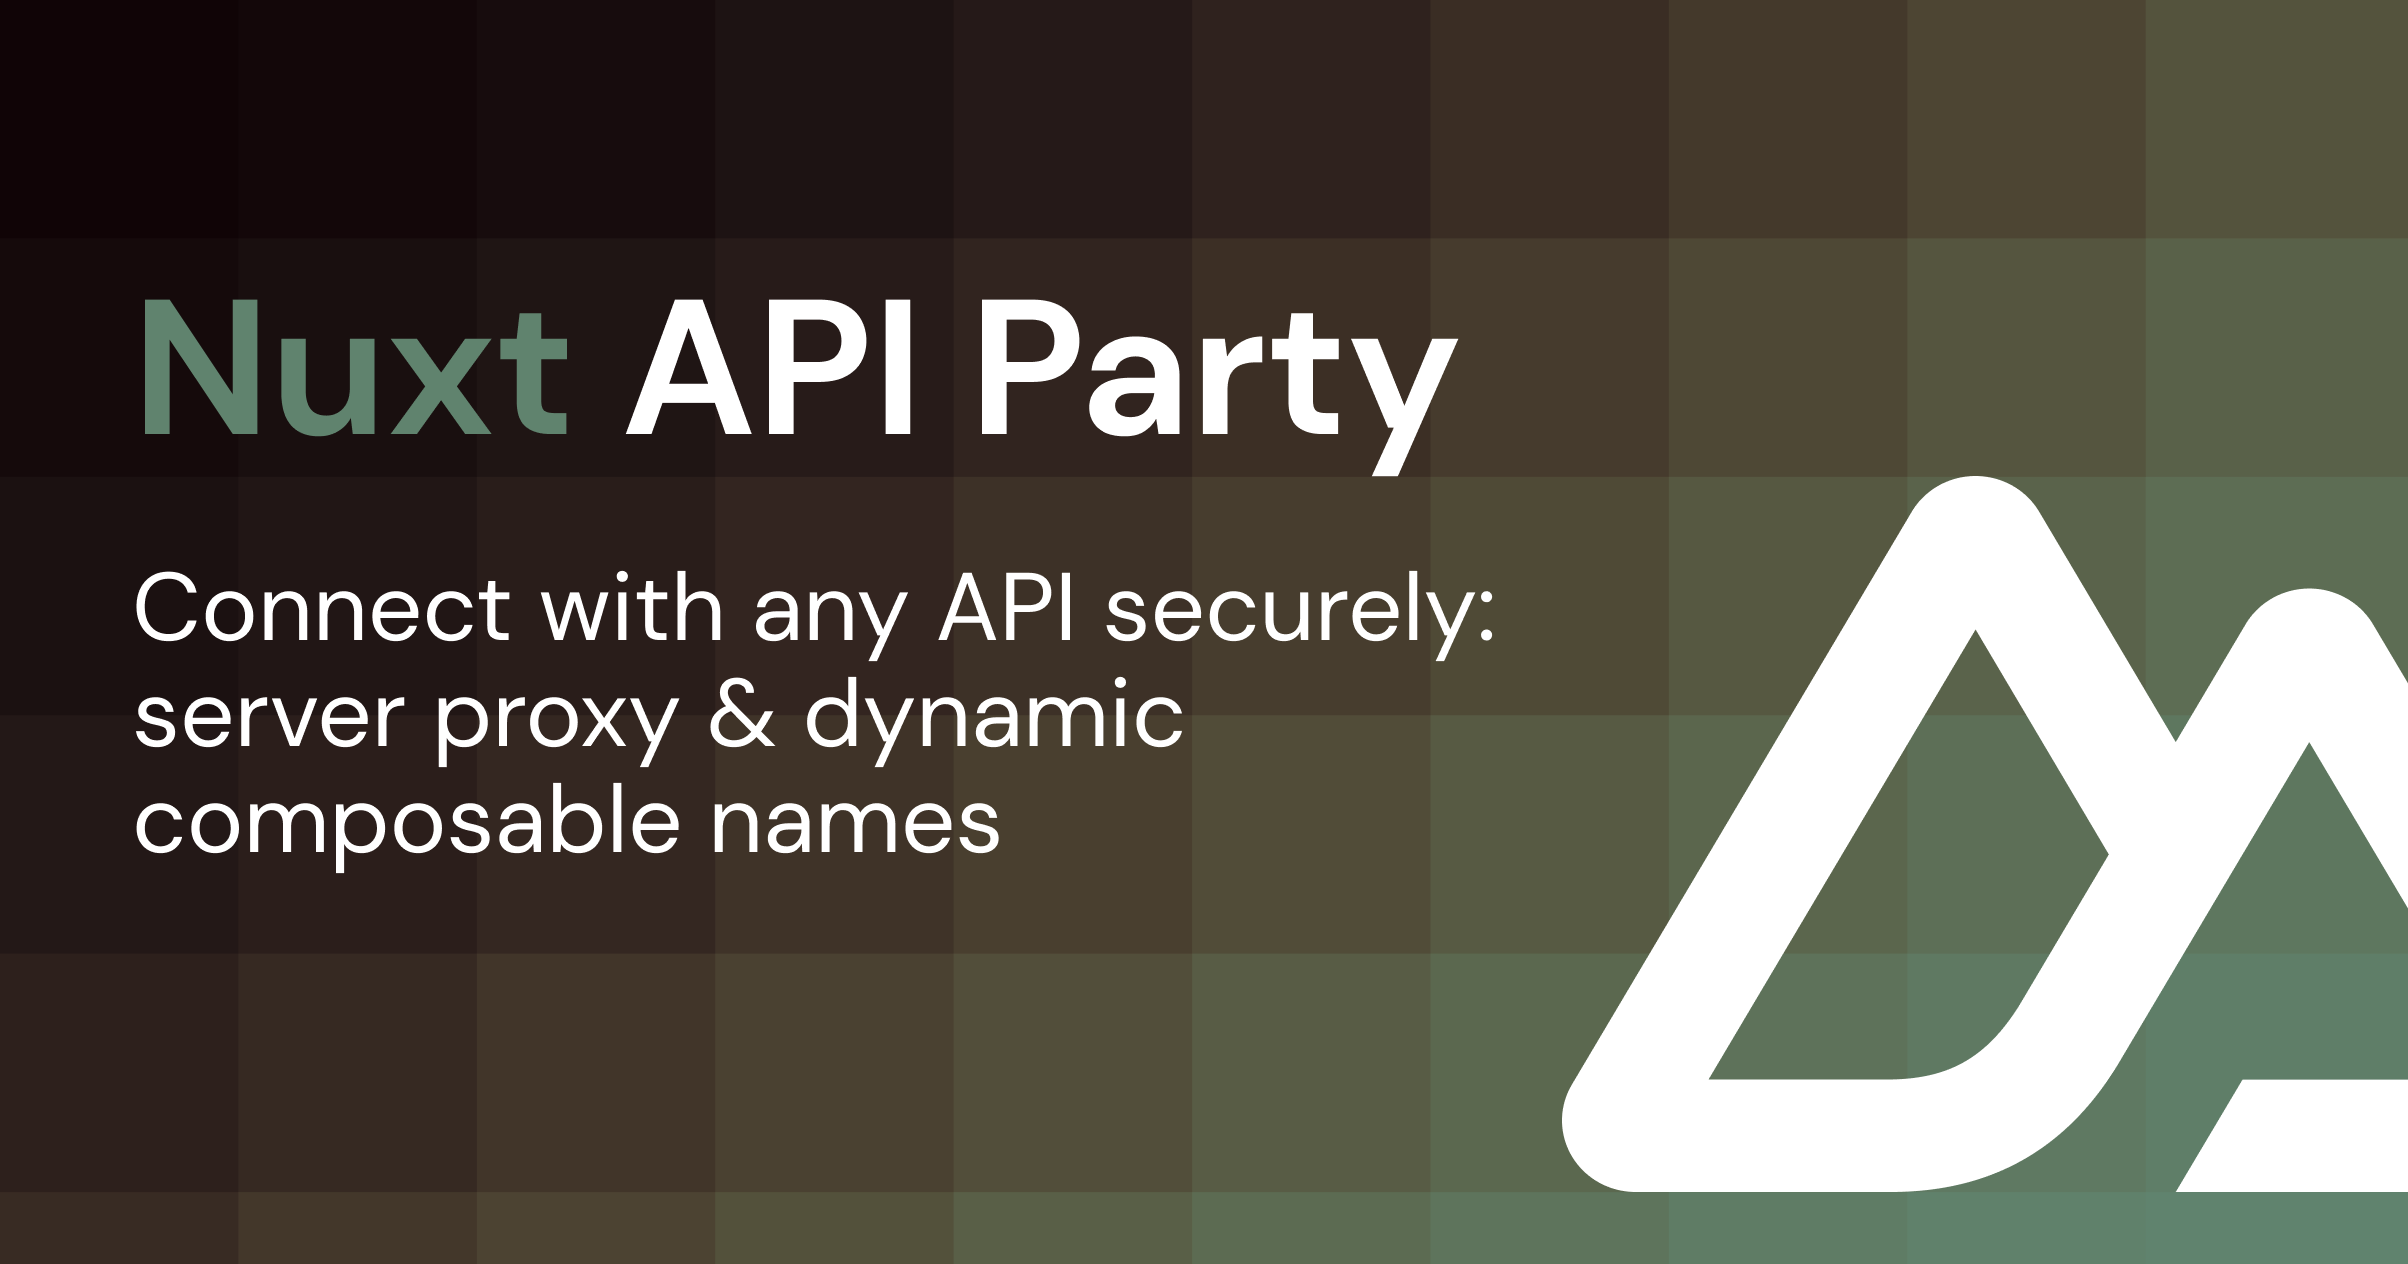 Nuxt API Party
Connect with any API securely:
server proxy & dynamic
composable names